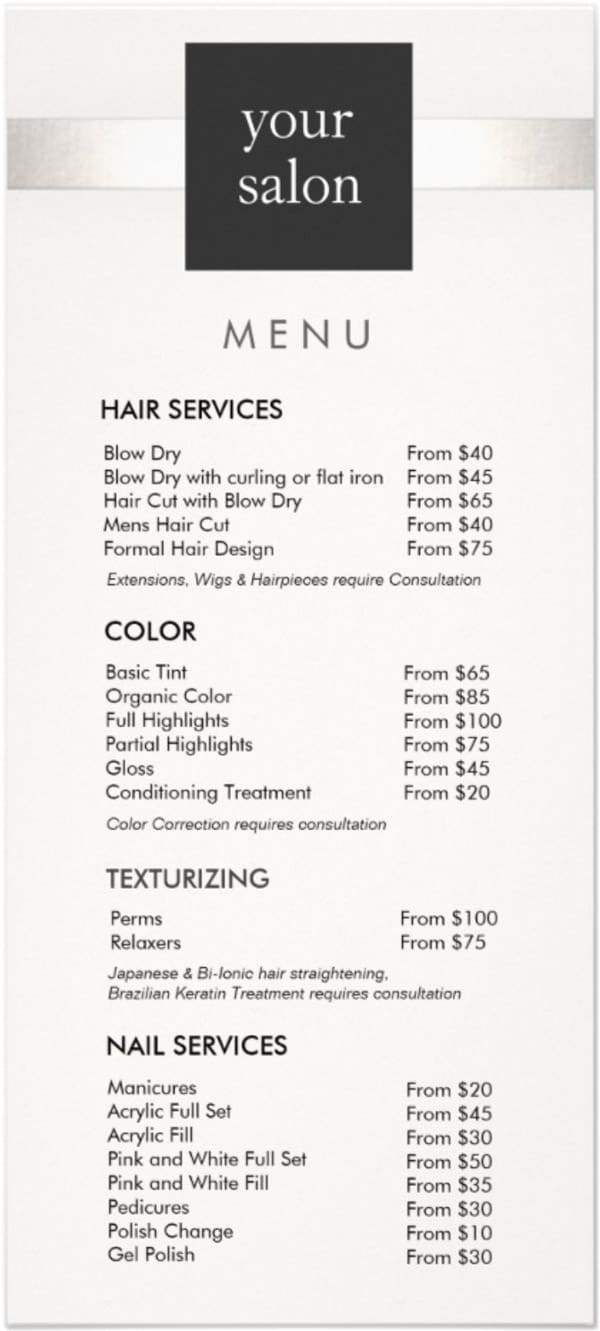 your
salon
MENU
HAIR SERVICES
Blow Dry From $40
Blow Dry with curling or flat iron From $45
Hair Cut with Blow Dry From $65
Mens Hair Cut From $40
Formal Hair Design From $75
Extensions, Wigs & Hairpieces require Consultation
COLOR
Basic Tint From $65
Organic Color From $85
Full Highlights From $100
Partial Highlights From $75
Gloss From $45
Conditioning Treatment From $20
Color Correction requires consultation
TEXTURIZING
Perms From $100
Relaxers From $75
Japanese & Bi-Ionic hair straightening,
Brazilian Keratin Treatment requires consultation
NAIL SERVICES
Manicures From $20
Acrylic Full Set From $45
Acrylic Fill From $30
Pink and White Full Set From $50
Pink and White Fill From $35
Pedicures From $30
Polish Change From $10
Gel Polish From $30